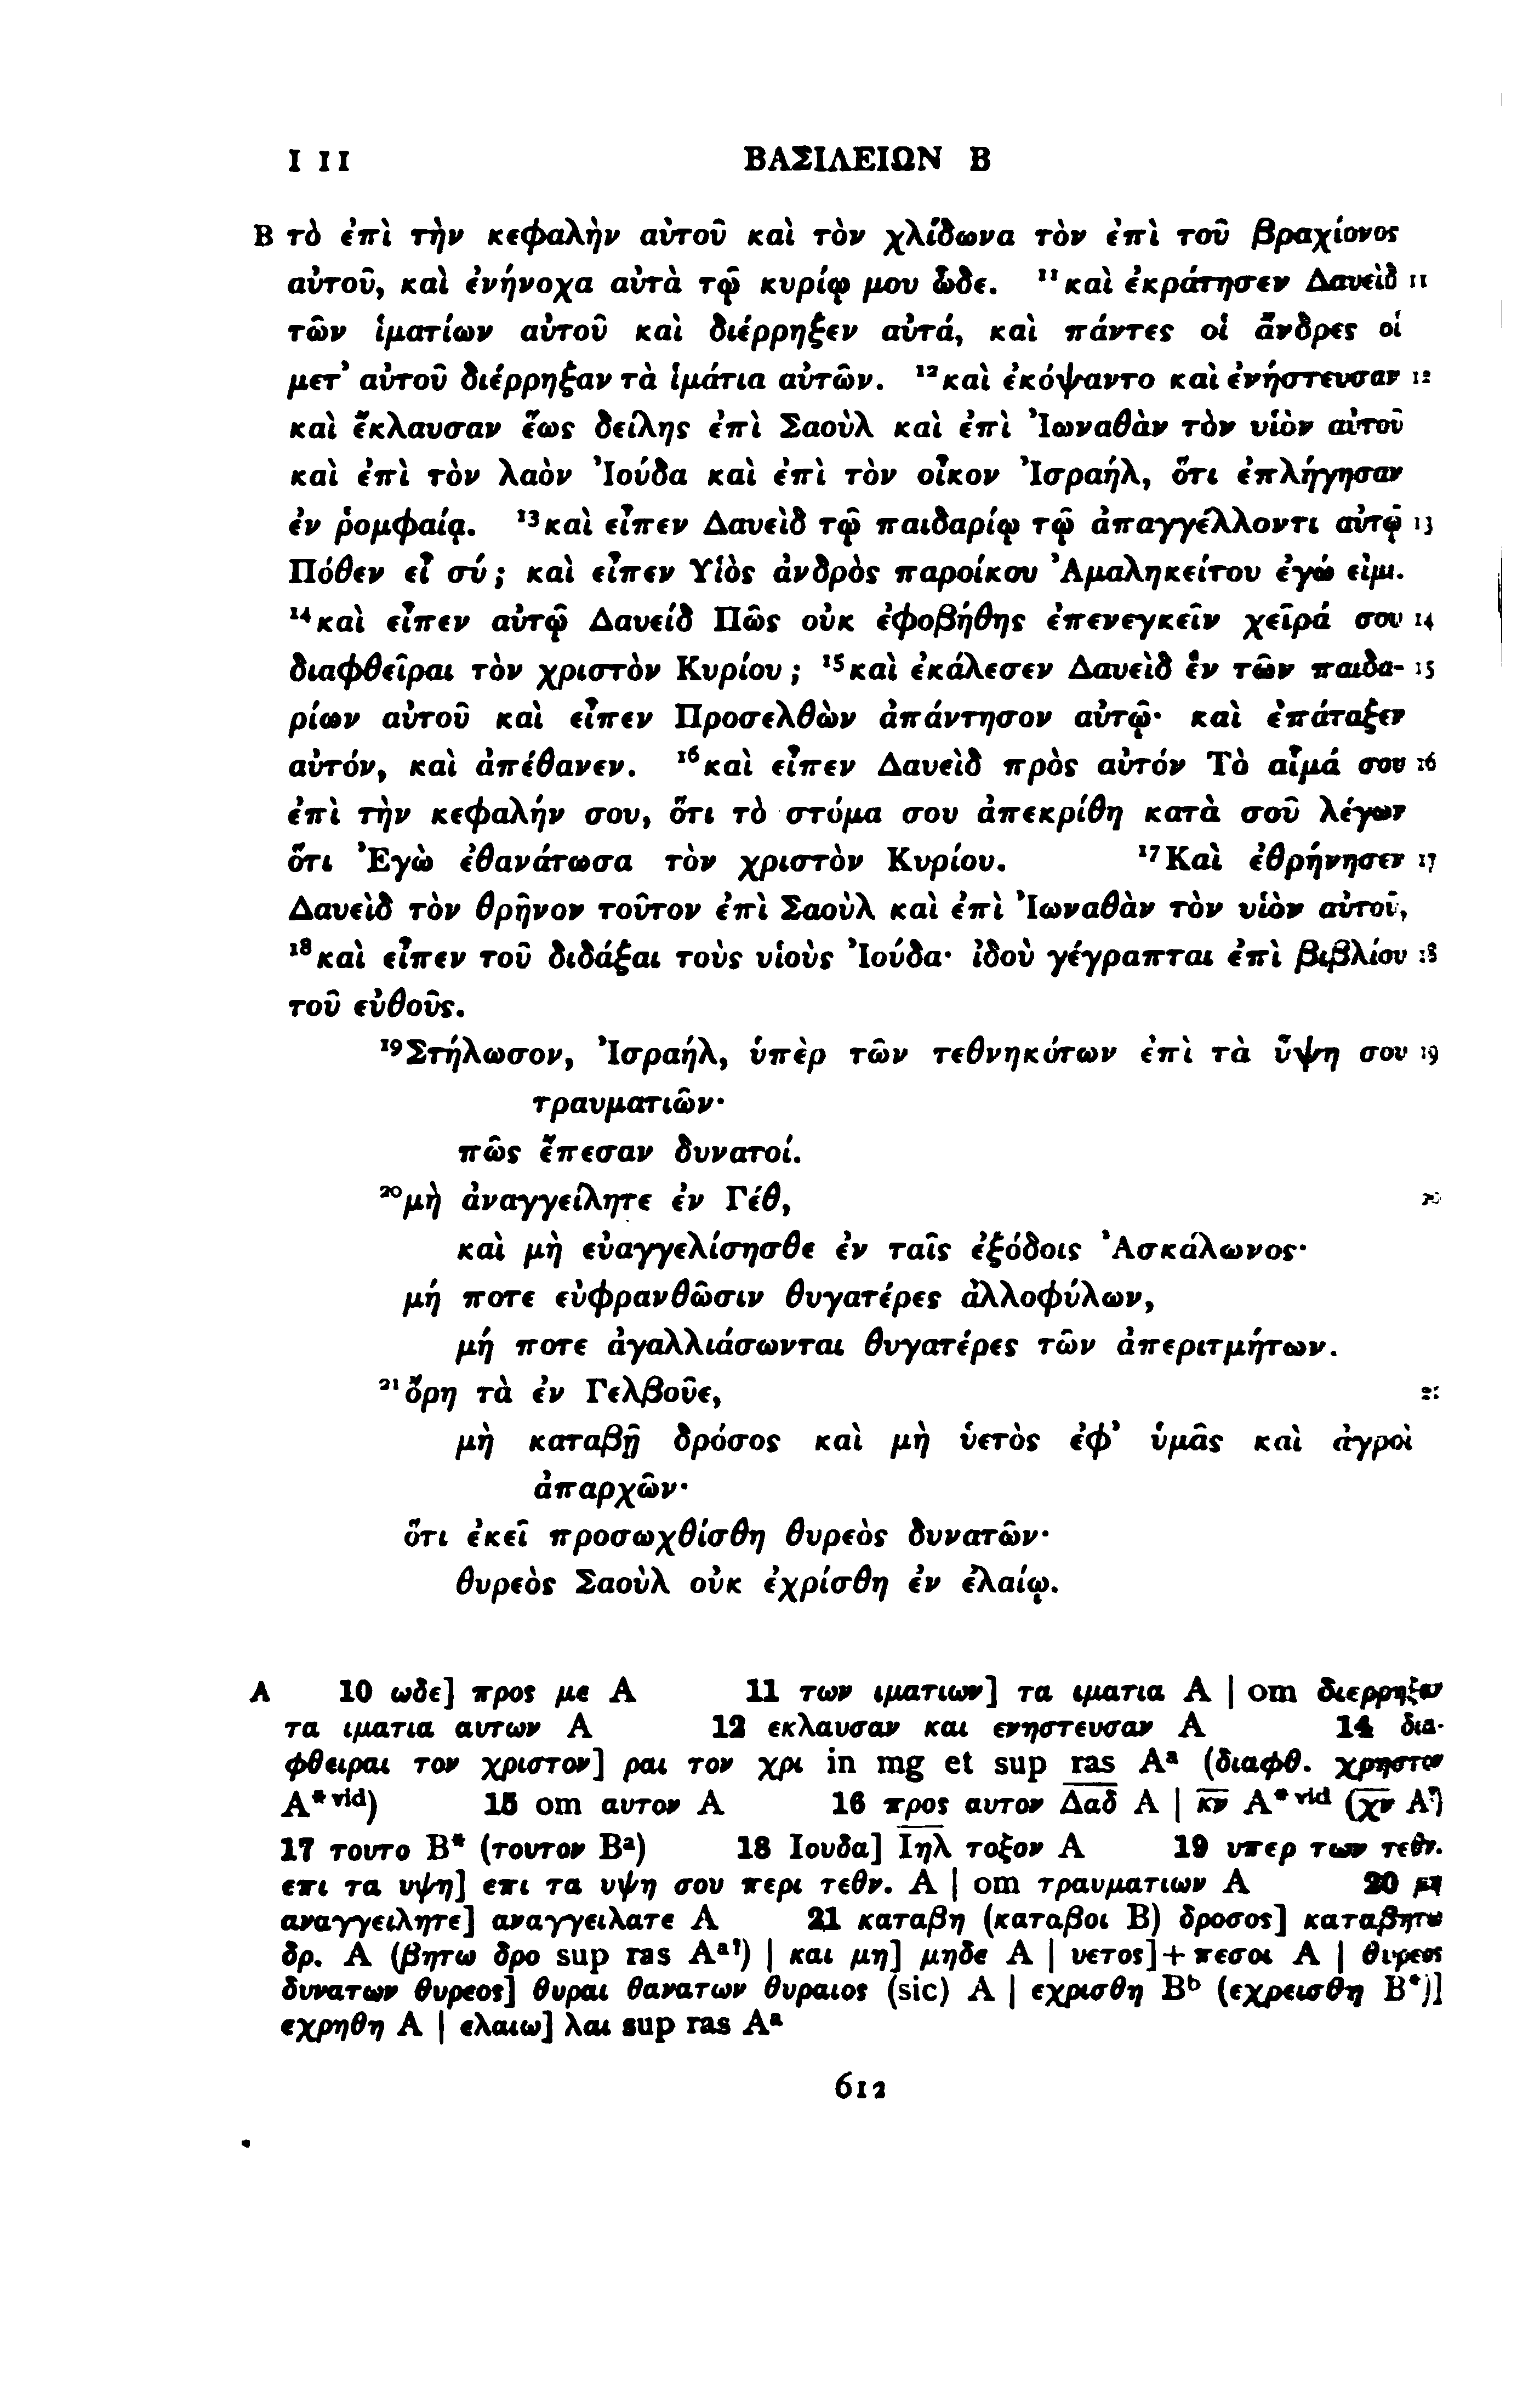 I 11 ΒΑΣΙΛΕΙΩΝ Β
B τὸ ἐπὶ τὴν κεφαλὴν αὐτοῦ καὶ τὸν χλίδωνα τὸν ἐπὶ τοῦ βραχίονος
αὐτοῦ, καὶ ἐνήνοχα αὐτὰ τῷ κυρίῳ μου ὧδε. ¹¹καὶ ἐκράτησεν Δαυεὶδ 11
τῶν ἱματίων αὐτοῦ καὶ διέρρηξεν αὐτά, καὶ πάντες οἱ ἄνδρες οἱ
μετ’ αὐτοῦ διέρρηξαν τὰ ἱμάτια αὐτῶν. ¹²καὶ ἐκόψαντο καὶ ἐνήστευσαν 12
καὶ ἔκλαυσαν ἕως δείλης ἐπὶ Σαοὺλ καὶ ἐπὶ Ἰωναθὰν τὸν υἱὸν αὐτοῦ
καὶ ἐπὶ τὸν λαὸν Ἰούδα καὶ ἐπὶ τὸν οἶκον Ἰσραήλ, ὅτι ἐπλήγησαν
ἐν ῥομφαίᾳ. ¹³καὶ εἶπεν Δαυεὶδ τῷ παιδαρίῳ τῷ ἀπαγγέλλοντι αὐτῷ 13
Πόθεν εἶ σύ; καὶ εἶπεν Υἱὸς ἀνδρὸς παροίκου Ἀμαληκείτου ἐγώ εἰμι.
¹⁴καὶ εἶπεν αὐτῷ Δαυείδ Πῶς οὐκ ἐφοβήθης ἐπενεγκεῖν χεῖρά σου 14
διαφθεῖραι τὸν χριστὸν Κυρίου; ¹⁵καὶ ἐκάλεσεν Δαυεὶδ ἓν τῶν παιδα- 15
ρίων αὐτοῦ καὶ εἶπεν Προσελθὼν ἀπάντησον αὐτῷ· καὶ ἐπάταξεν
αὐτόν, καὶ ἀπέθανεν. ¹⁶καὶ εἶπεν Δαυεὶδ πρὸς αὐτόν Τὸ αἷμά σου 16
ἐπὶ τὴν κεφαλήν σου, ὅτι τὸ στόμα σου ἀπεκρίθη κατὰ σοῦ λέγων
ὅτι Ἐγὼ ἐθανάτωσα τὸν χριστὸν Κυρίου. ¹⁷Καὶ ἐθρήνησεν 17
Δαυεὶδ τὸν θρῆνον τοῦτον ἐπὶ Σαοὺλ καὶ ἐπὶ Ἰωναθὰν τὸν υἱὸν αὐτοῦ,
¹⁸καὶ εἶπεν τοῦ διδάξαι τοὺς υἱοὺς Ἰούδα· ἰδοὺ γέγραπται ἐπὶ βιβλίου 18
τοῦ εὐθοῦς.
¹⁹Στήλωσον, Ἰσραήλ, ὑπὲρ τῶν τεθνηκότων ἐπὶ τὰ ὕψη σου 19
τραυματιῶν·
πῶς ἔπεσαν δυνατοί.
²⁰μὴ ἀναγγείλητε ἐν Γέθ, 20
καὶ μὴ εὐαγγελίσησθε ἐν ταῖς ἐξόδοις Ἀσκάλωνος·
μή ποτε εὐφρανθῶσιν θυγατέρες ἀλλοφύλων,
μή ποτε ἀγαλλιάσωνται θυγατέρες τῶν ἀπεριτμήτων.
²¹ὄρη τὰ ἐν Γελβοῦε, 21
μὴ καταβῇ δρόσος καὶ μὴ ὑετὸς ἐφ’ ὑμᾶς καὶ ἀγροὶ
ἀπαρχῶν·
ὅτι ἐκεῖ προσωχθίσθη θυρεὸς δυνατῶν·
θυρεὸς Σαοὺλ οὐκ ἐχρίσθη ἐν ἐλαίῳ.
A 10 ωδε] προς με A 11 των ιματιων] τα ιματια A | om διερρηξαν
τα ιματια αυτων A 12 εκλαυσαν και ενηστευσαν A 14 δια-
φθειραι τον χριστον] ραι τον χρι in mg et sup ras Aᵃ (διαφθ. χρηστον
A* ᵛⁱᵈ) 15 om αυτον A 16 προς αυτον Δαδ A | κν A* ᵛⁱᵈ (χν Aˀ)
17 τουτο B* (τουτον Bᵃ) 18 Ιουδα] Ιηλ τοξον A 19 υπερ των τεθν.
επι τα υψη] επι τα υψη σου περι τεθν. A | om τραυματιων A 20 μη
αναγγειλητε] αναγγειλατε A 21 καταβη (καταβοι B) δροσος] καταβητω
δρ. A (βητω δρο sup ras Aᵃˀ) | και μη] μηδε A | υετος]+πεσοι A | θυρεος
δυνατων θυρεος] θυραι θανατων θυραιος (sic) A | εχρισθη Bᵇ (εχρεισθη B*)]
εχρηθη A | ελαιω] λαι sup ras Aᵃ
612